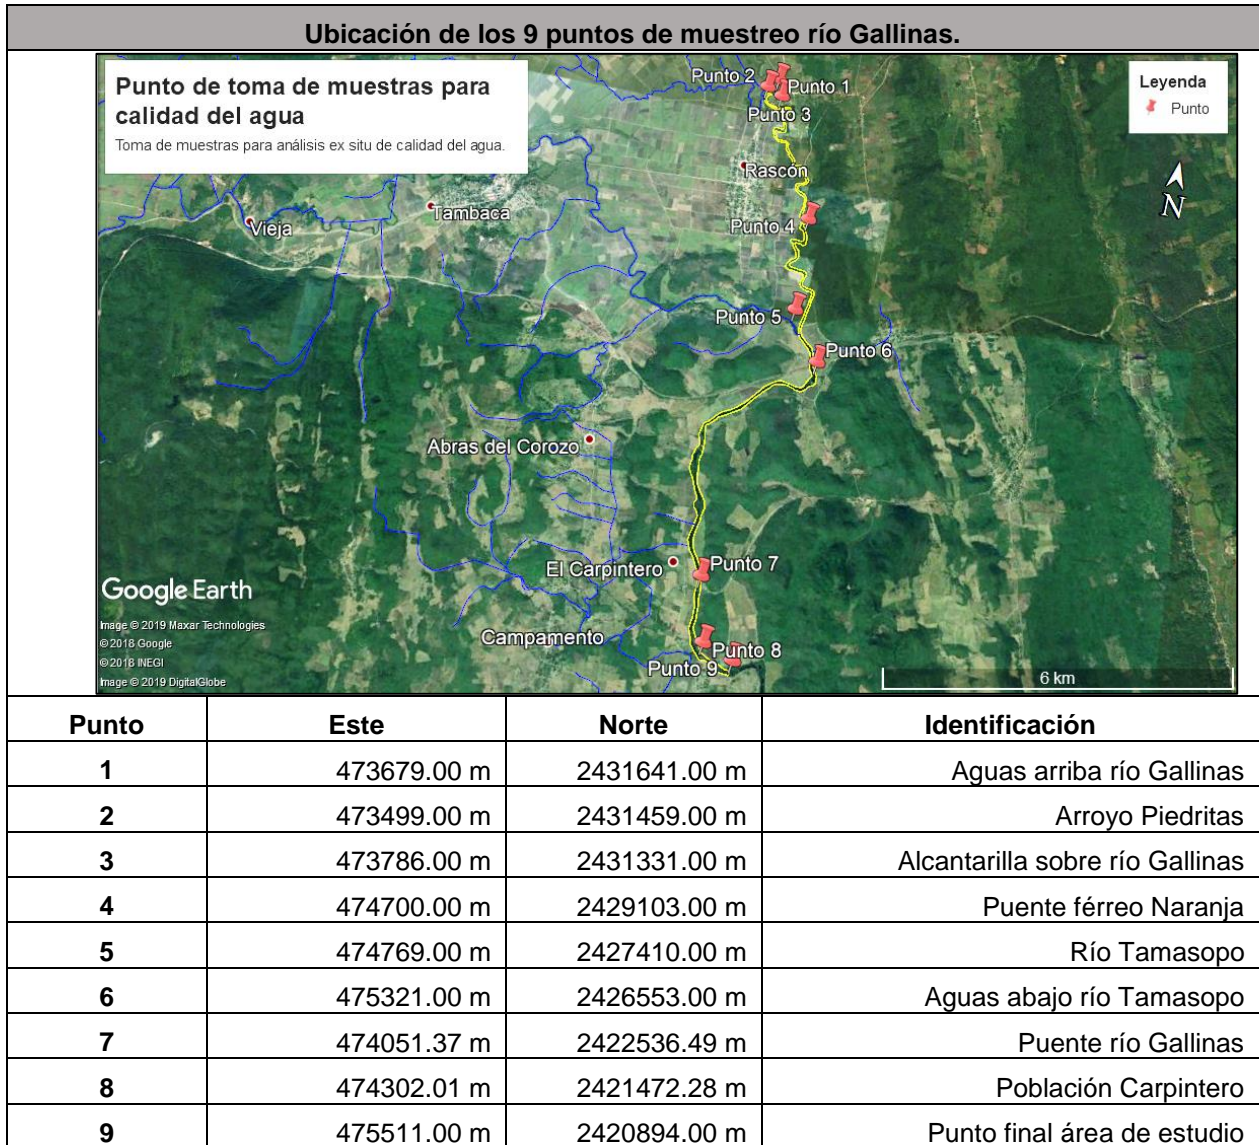 Ubicación de los 9 puntos de muestreo río Gallinas.
Punto de toma de muestras para
calidad del agua
Toma de muestras para análisis ex situ de calidad del agua.
Leyenda
Punto
N
Punto 2
Punto 1
Punto 3
Rascón
Tambaca
Vieja
Punto 4
Punto 5
Punto 6
Abras del Corozo
El Carpintero
Punto 7
Campamento
Punto 8
Punto 9
Google Earth
Image © 2019 Maxar Technologies
© 2018 Google
© 2018 INEGI
Image © 2019 DigitalGlobe
6 km
Punto Este Norte Identificación
1 473679.00 m 2431641.00 m Aguas arriba río Gallinas
2 473499.00 m 2431459.00 m Arroyo Piedritas
3 473786.00 m 2431331.00 m Alcantarilla sobre río Gallinas
4 474700.00 m 2429103.00 m Puente férreo Naranja
5 474769.00 m 2427410.00 m Río Tamasopo
6 475321.00 m 2426553.00 m Aguas abajo río Tamasopo
7 474051.37 m 2422536.49 m Puente río Gallinas
8 474302.01 m 2421472.28 m Población Carpintero
9 475511.00 m 2420894.00 m Punto final área de estudio